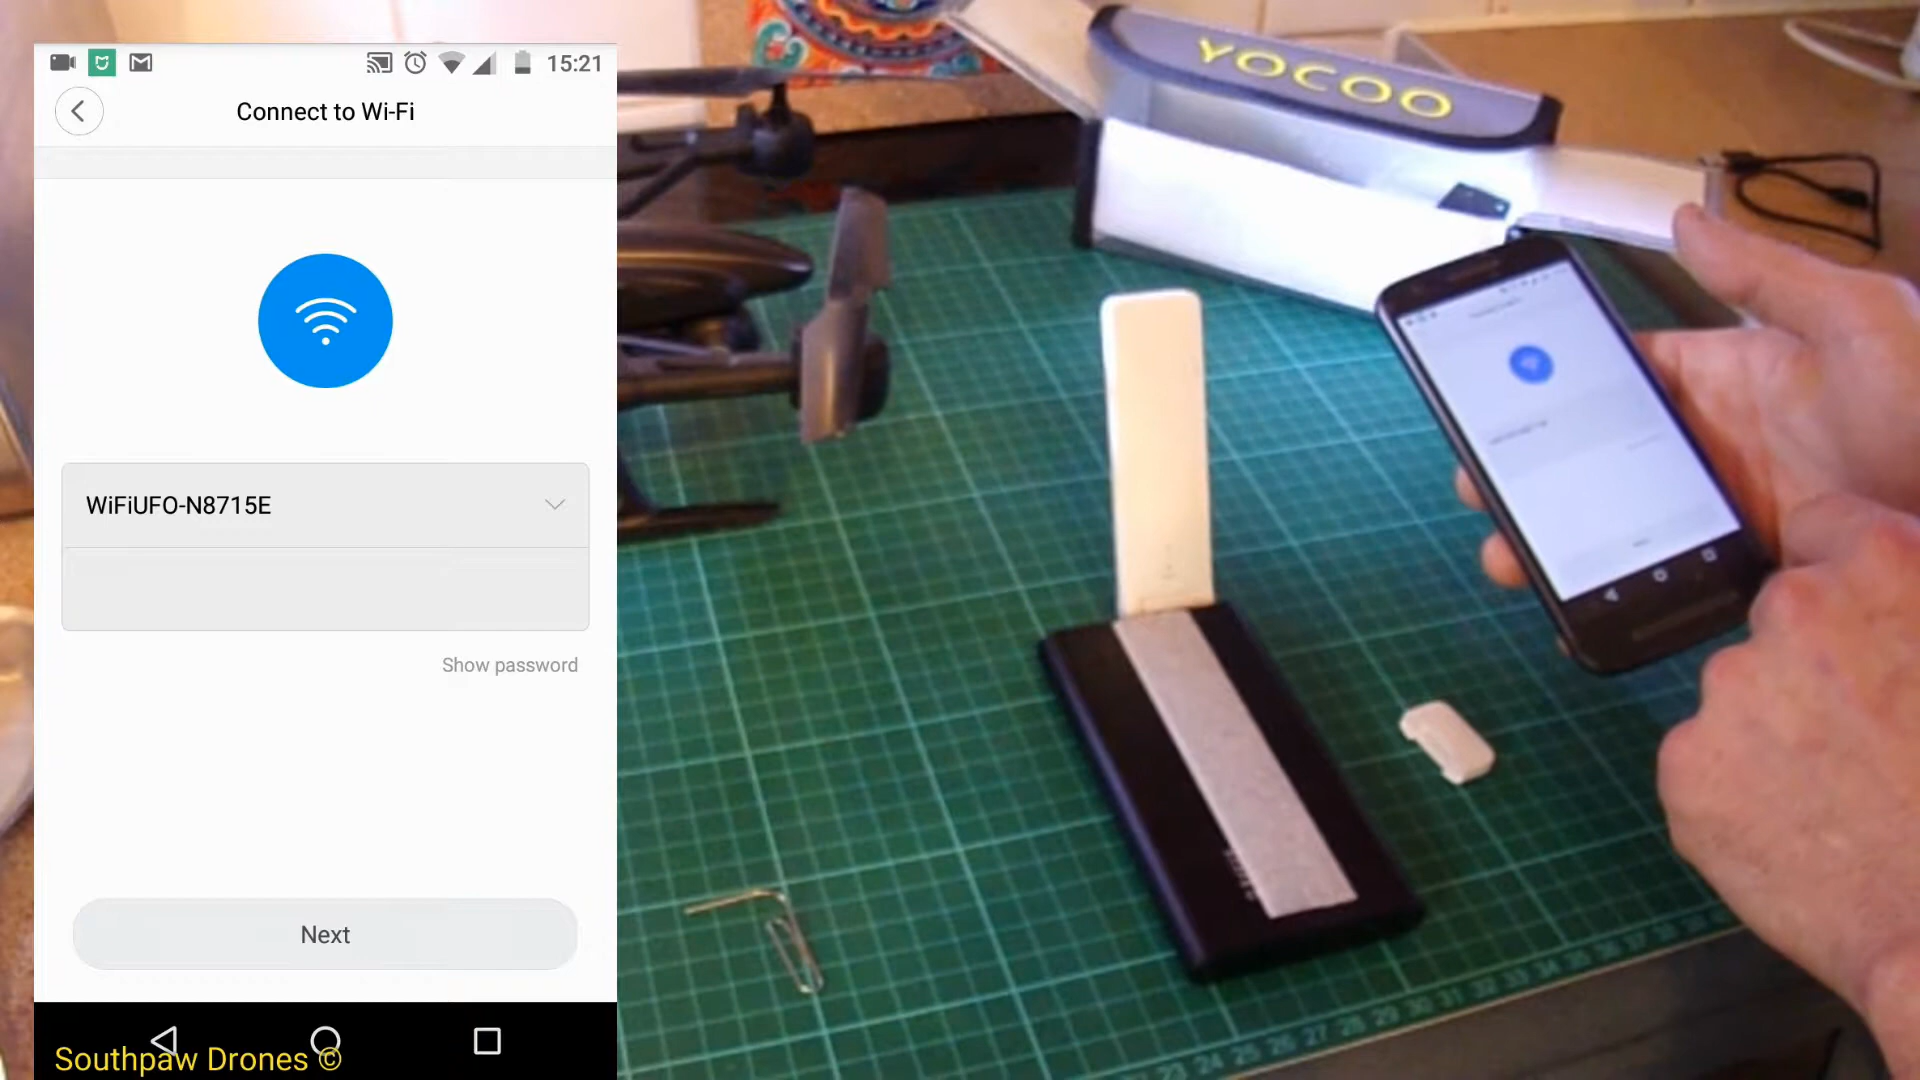 15:21
Connect to Wi-Fi
WiFiUFO-N8715E
Show password
Next
Southpaw Drones ©
YOCOO